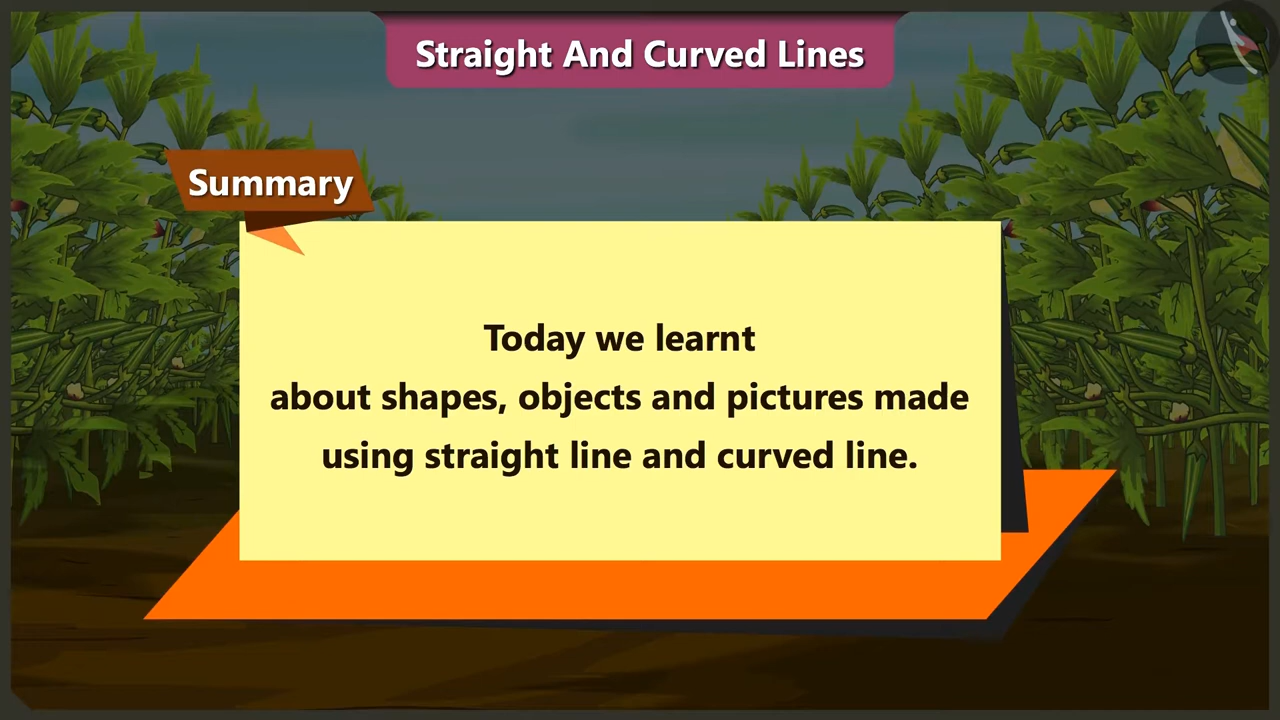 Straight And Curved Lines
Summary
Today we learnt
about shapes, objects and pictures made
using straight line and curved line.